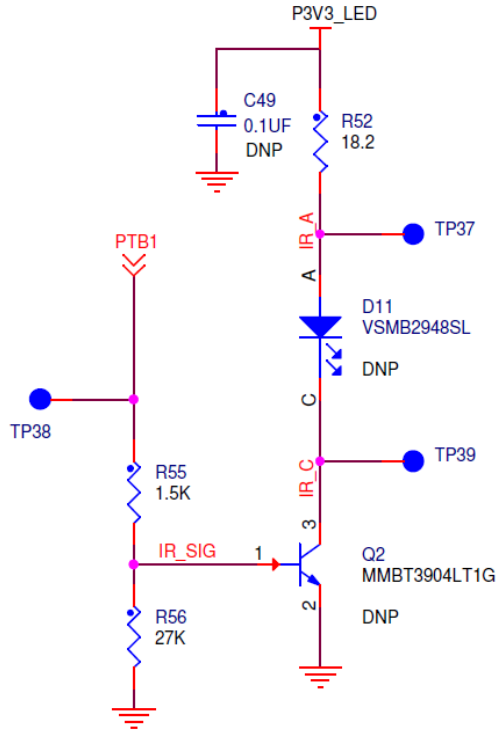 P3V3_LED
C49
0.1UF
DNP
R52
18.2
IR_A
TP37
PTB1
A
D11
VSMB2948SL
DNP
C
TP38
IR_C
TP39
R55
1.5K
IR_SIG
1
3
2
Q2
MMBT3904LT1G
DNP
R56
27K